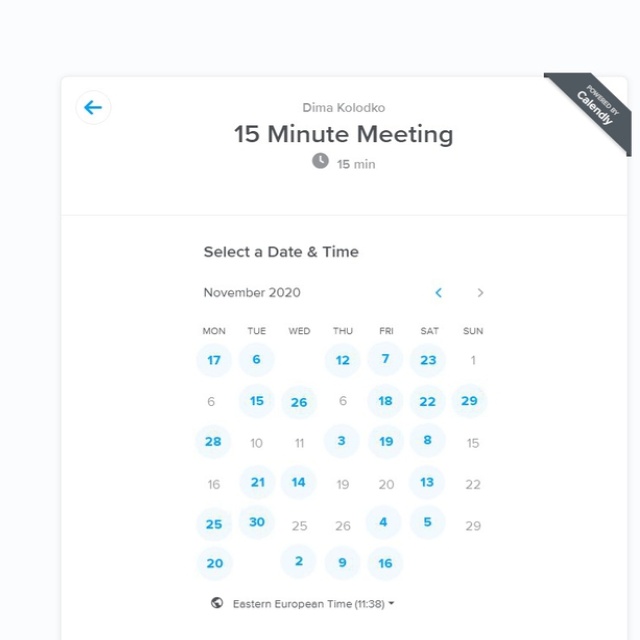 POWERED BY
Calendly
Dima Kolodko
15 Minute Meeting
15 min
Select a Date & Time
November 2020
MON TUE WED THU FRI SAT SUN
17 6 12 7 23 1
6 15 26 6 18 22 29
28 10 11 3 19 8 15
16 21 14 19 20 13 22
25 30 25 26 4 5 29
20 2 9 16
Eastern European Time (11:38)